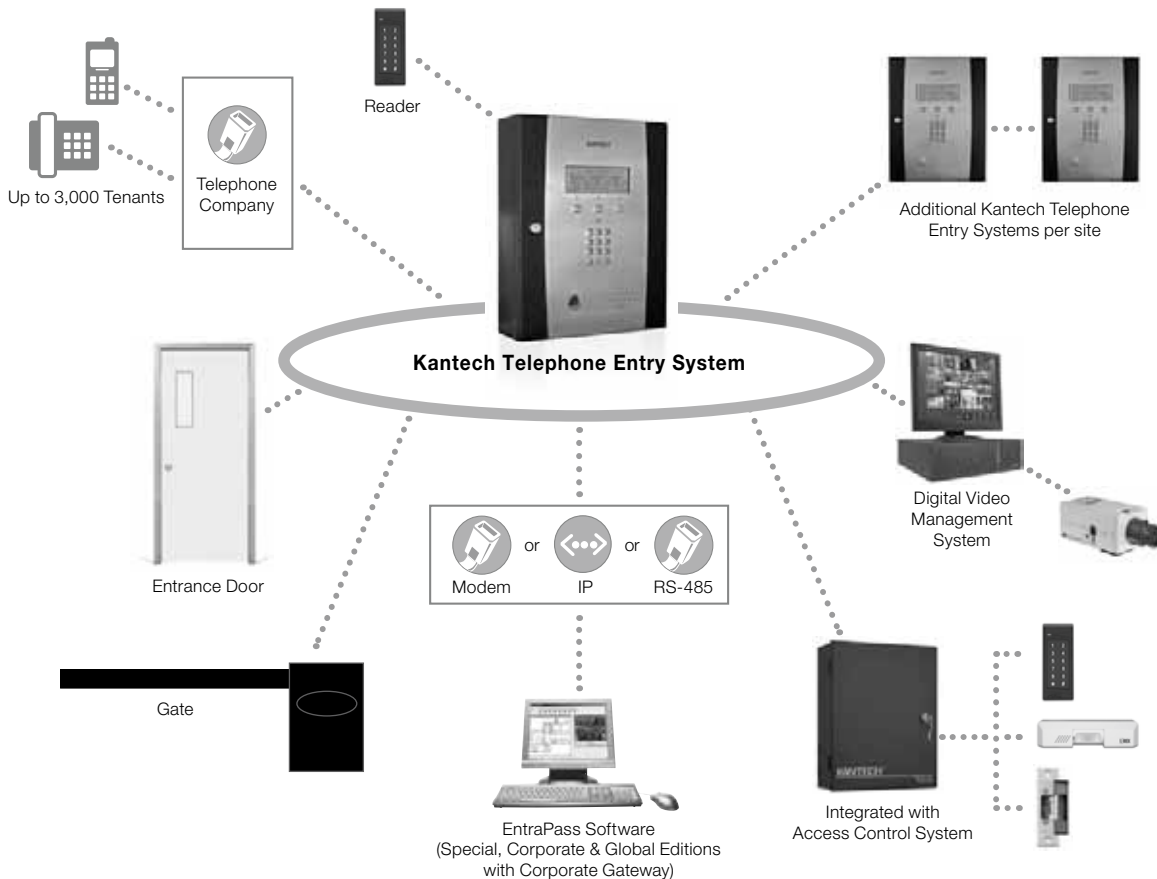 Reader
Up to 3,000 Tenants
Telephone
Company
Additional Kantech Telephone
Entry Systems per site
Kantech Telephone Entry System
Entrance Door
Digital Video
Management
System
or
or
Modem
IP
RS-485
Gate
KANTECH
Integrated with
Access Control System
EntraPass Software
(Special, Corporate & Global Editions
with Corporate Gateway)